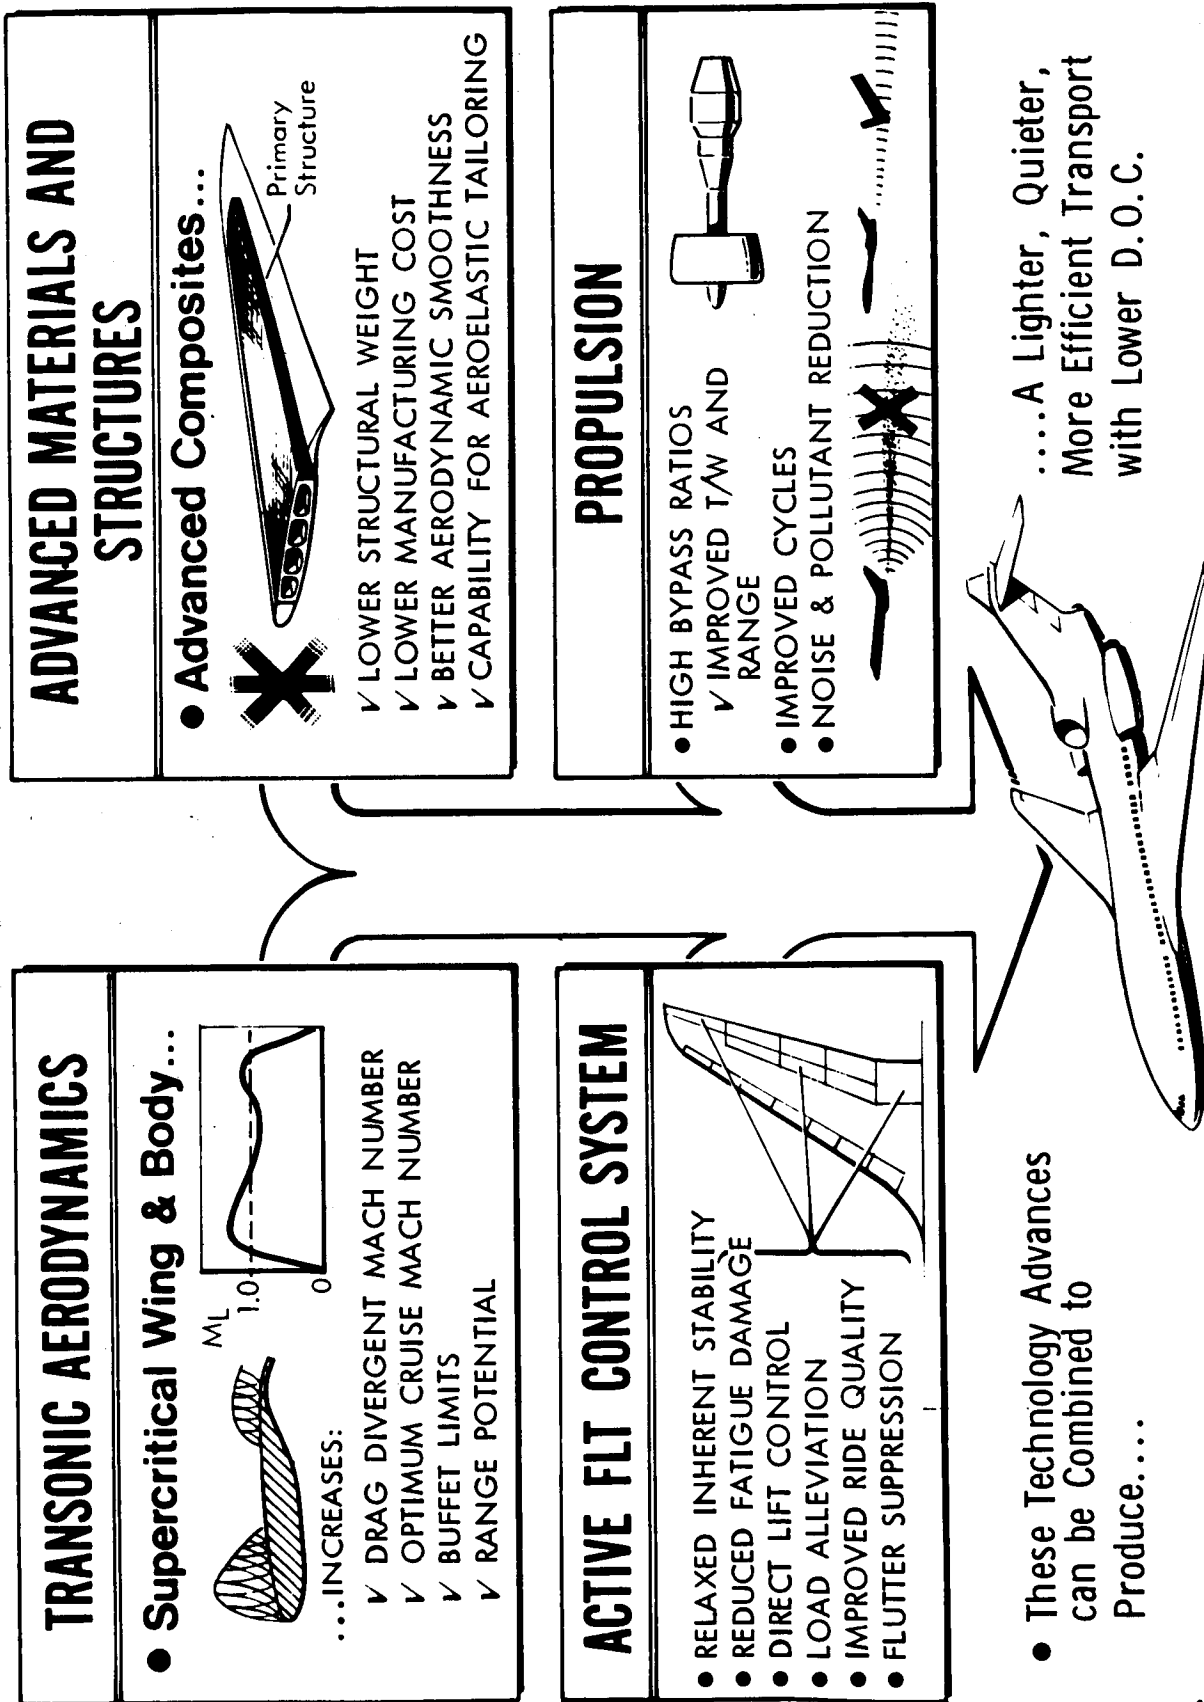 TRANSONIC AERODYNAMICS
● Supercritical Wing & Body...
M_L
1.0
0
...INCREASES:
✓ DRAG DIVERGENT MACH NUMBER
✓ OPTIMUM CRUISE MACH NUMBER
✓ BUFFET LIMITS
✓ RANGE POTENTIAL
ADVANCED MATERIALS AND
STRUCTURES
● Advanced Composites...
Primary
Structure
✓ LOWER STRUCTURAL WEIGHT
✓ LOWER MANUFACTURING COST
✓ BETTER AERODYNAMIC SMOOTHNESS
✓ CAPABILITY FOR AEROELASTIC TAILORING
ACTIVE FLT CONTROL SYSTEM
● RELAXED INHERENT STABILITY
● REDUCED FATIGUE DAMAGE
● DIRECT LIFT CONTROL
● LOAD ALLEVIATION
● IMPROVED RIDE QUALITY
● FLUTTER SUPPRESSION
PROPULSION
● HIGH BYPASS RATIOS
✓ IMPROVED T/W AND
RANGE
● IMPROVED CYCLES
● NOISE & POLLUTANT REDUCTION
● These Technology Advances
can be Combined to
Produce....
....A Lighter, Quieter,
More Efficient Transport
with Lower D.O.C.